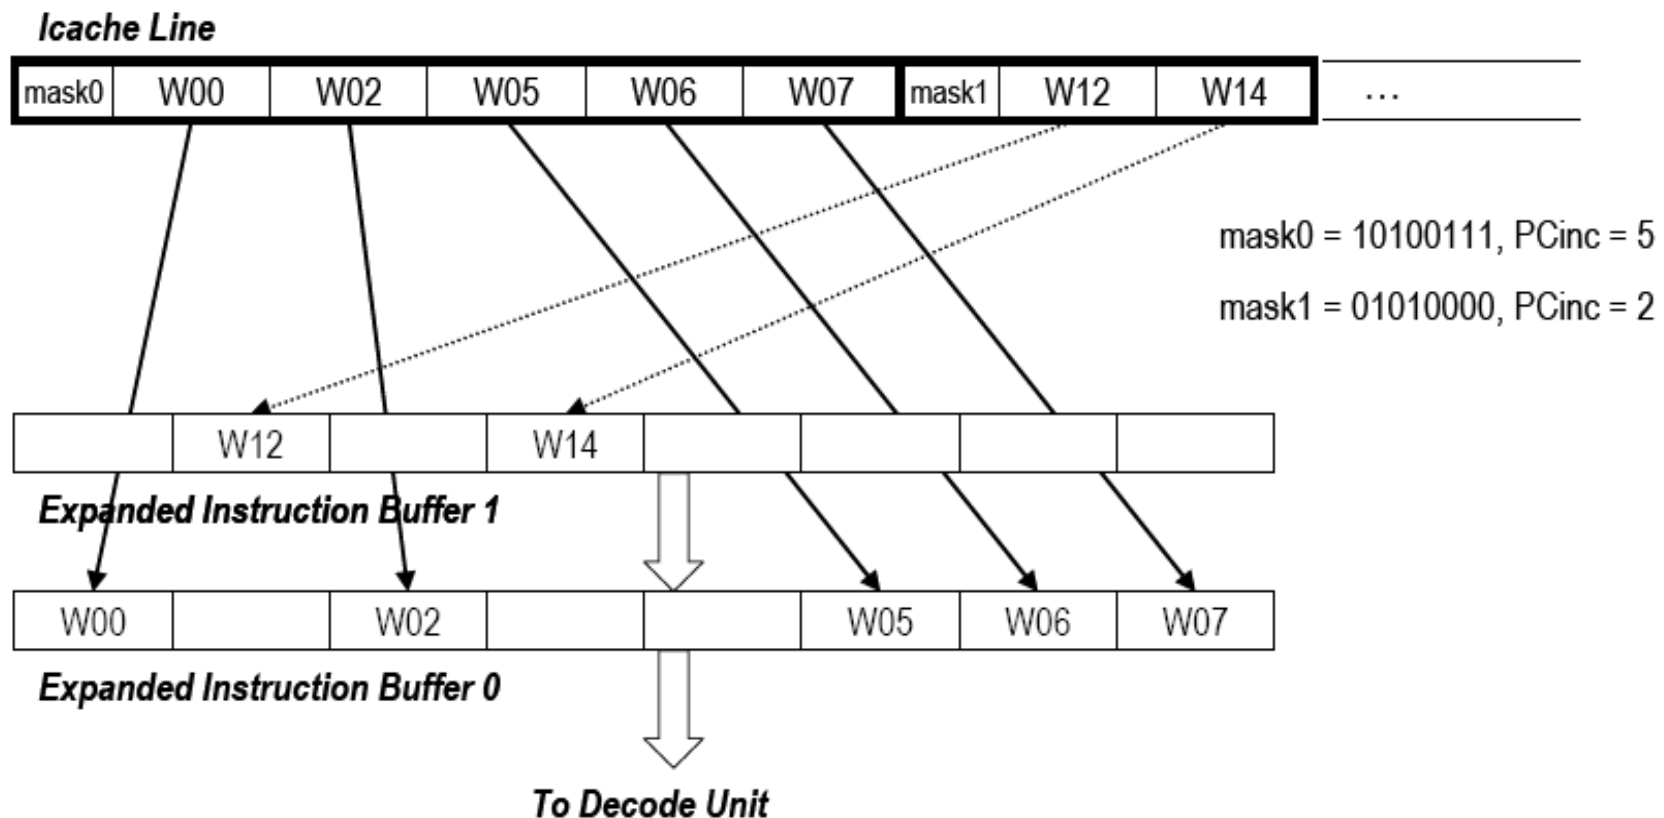 Icache Line
mask0 W00 W02 W05 W06 W07 mask1 W12 W14 ...
mask0 = 10100111, PCinc = 5
mask1 = 01010000, PCinc = 2
W12 W14
Expanded Instruction Buffer 1
W00 W02 W05 W06 W07
Expanded Instruction Buffer 0
To Decode Unit